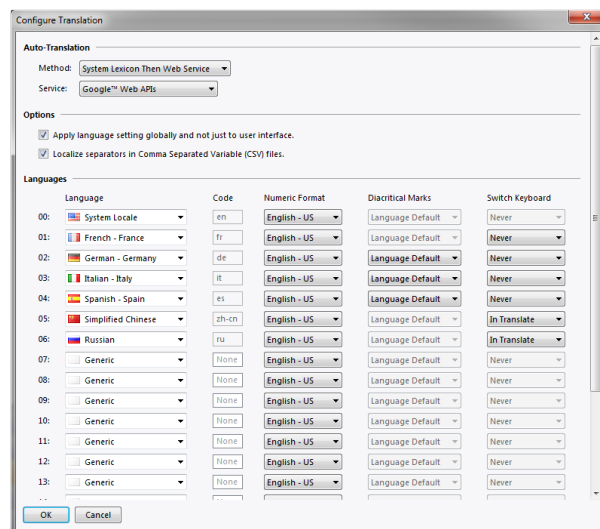 Configure Translation
Auto-Translation
Method: System Lexicon Then Web Service
Service: Google™ Web APIs
Options
Apply language setting globally and not just to user interface.
Localize separators in Comma Separated Variable (CSV) files.
Languages
Language Code Numeric Format Diacritical Marks Switch Keyboard
00: System Locale en English - US Language Default Never
01: French - France fr English - US Language Default Never
02: German - Germany de English - US Language Default Never
03: Italian - Italy it English - US Language Default Never
04: Spanish - Spain es English - US Language Default Never
05: Simplified Chinese zh-cn English - US Language Default In Translate
06: Russian ru English - US Language Default In Translate
07: Generic None English - US Language Default Never
08: Generic None English - US Language Default Never
09: Generic None English - US Language Default Never
10: Generic None English - US Language Default Never
11: Generic None English - US Language Default Never
12: Generic None English - US Language Default Never
13: Generic None English - US Language Default Never
OK Cancel